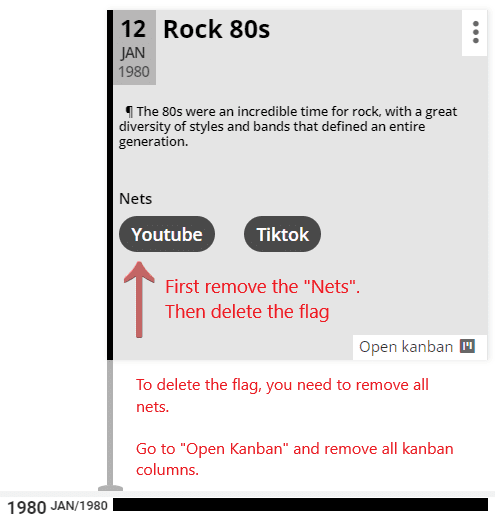 12 Rock 80s
JAN
1980
¶ The 80s were an incredible time for rock, with a great
diversity of styles and bands that defined an entire
generation.
Nets
Youtube Tiktok
First remove the "Nets".
Then delete the flag
Open kanban
To delete the flag, you need to remove all
nets.
Go to "Open Kanban" and remove all kanban
columns.
1980 JAN/1980